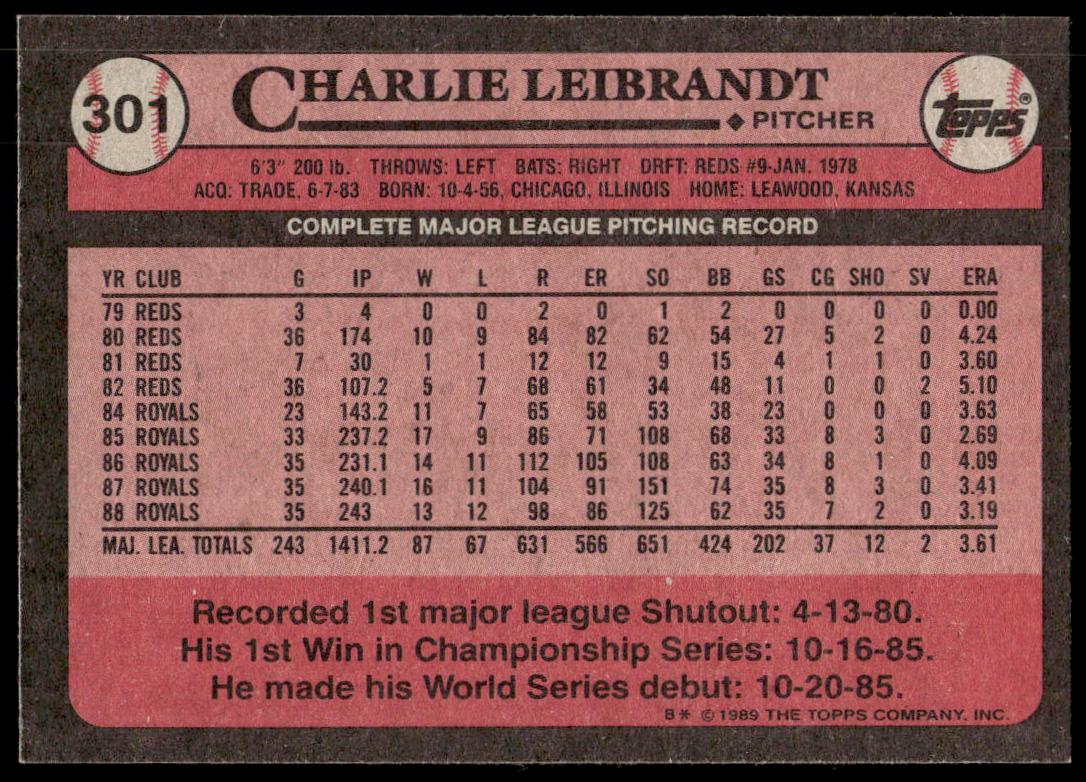 301
CHARLIE LEIBRANDT
◆ PITCHER
Topps®
6'3" 200 lb. THROWS: LEFT BATS: RIGHT DRFT: REDS #9-JAN. 1978
ACQ: TRADE, 6-7-83 BORN: 10-4-56, CHICAGO, ILLINOIS HOME: LEAWOOD, KANSAS
COMPLETE MAJOR LEAGUE PITCHING RECORD
YR CLUB G IP W L R ER SO BB GS CG SHO SV ERA
79 REDS 3 4 0 0 2 0 1 2 0 0 0 0 0.00
80 REDS 36 174 10 9 84 82 62 54 27 5 2 0 4.24
81 REDS 7 30 1 1 12 12 9 15 4 1 1 0 3.60
82 REDS 36 107.2 5 7 68 61 34 48 11 0 0 2 5.10
84 ROYALS 23 143.2 11 7 65 58 53 38 23 0 0 0 3.63
85 ROYALS 33 237.2 17 9 86 71 108 68 33 8 3 0 2.69
86 ROYALS 35 231.1 14 11 112 105 108 63 34 8 1 0 4.09
87 ROYALS 35 240.1 16 11 104 91 151 74 35 8 3 0 3.41
88 ROYALS 35 243 13 12 98 86 125 62 35 7 2 0 3.19
MAJ. LEA. TOTALS 243 1411.2 87 67 631 566 651 424 202 37 12 2 3.61
Recorded 1st major league Shutout: 4-13-80.
His 1st Win in Championship Series: 10-16-85.
He made his World Series debut: 10-20-85.
B* © 1989 THE TOPPS COMPANY, INC.